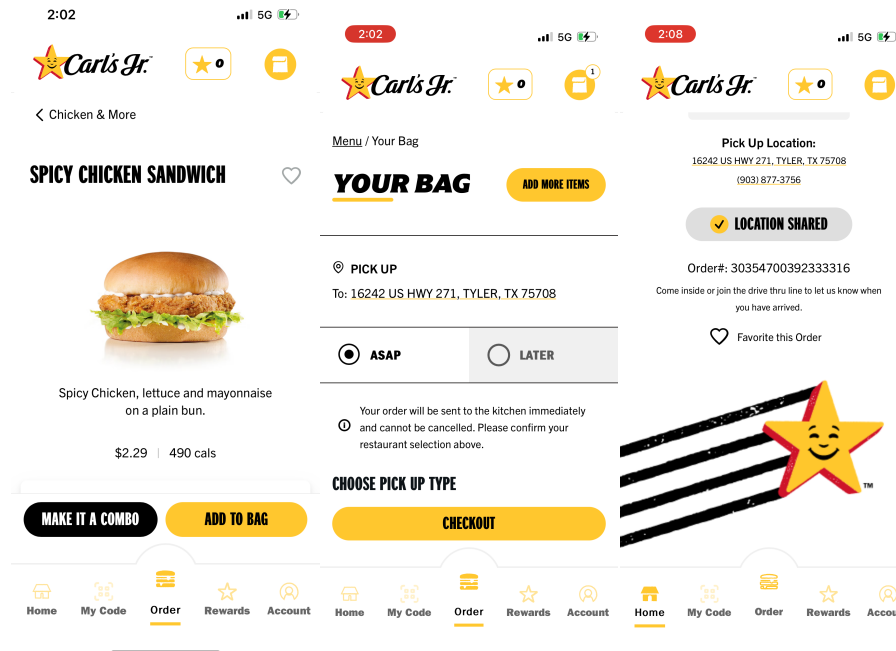 2:02
5G
Carl's Jr.™
0
Chicken & More
SPICY CHICKEN SANDWICH
Spicy Chicken, lettuce and mayonnaise
on a plain bun.
$2.29 | 490 cals
MAKE IT A COMBO
ADD TO BAG
Home
My Code
Order
Rewards
Account
2:02
5G
Carl's Jr.™
0
1
Menu / Your Bag
YOUR BAG
ADD MORE ITEMS
PICK UP
To: 16242 US HWY 271, TYLER, TX 75708
ASAP
LATER
Your order will be sent to the kitchen immediately
and cannot be cancelled. Please confirm your
restaurant selection above.
CHOOSE PICK UP TYPE
CHECKOUT
Home
My Code
Order
Rewards
Account
2:08
5G
Carl's Jr.™
0
Pick Up Location:
16242 US HWY 271, TYLER, TX 75708
(903) 877-3756
LOCATION SHARED
Order#: 30354700392333316
Come inside or join the drive thru line to let us know when
you have arrived.
Favorite this Order
™
Home
My Code
Order
Rewards
Accou